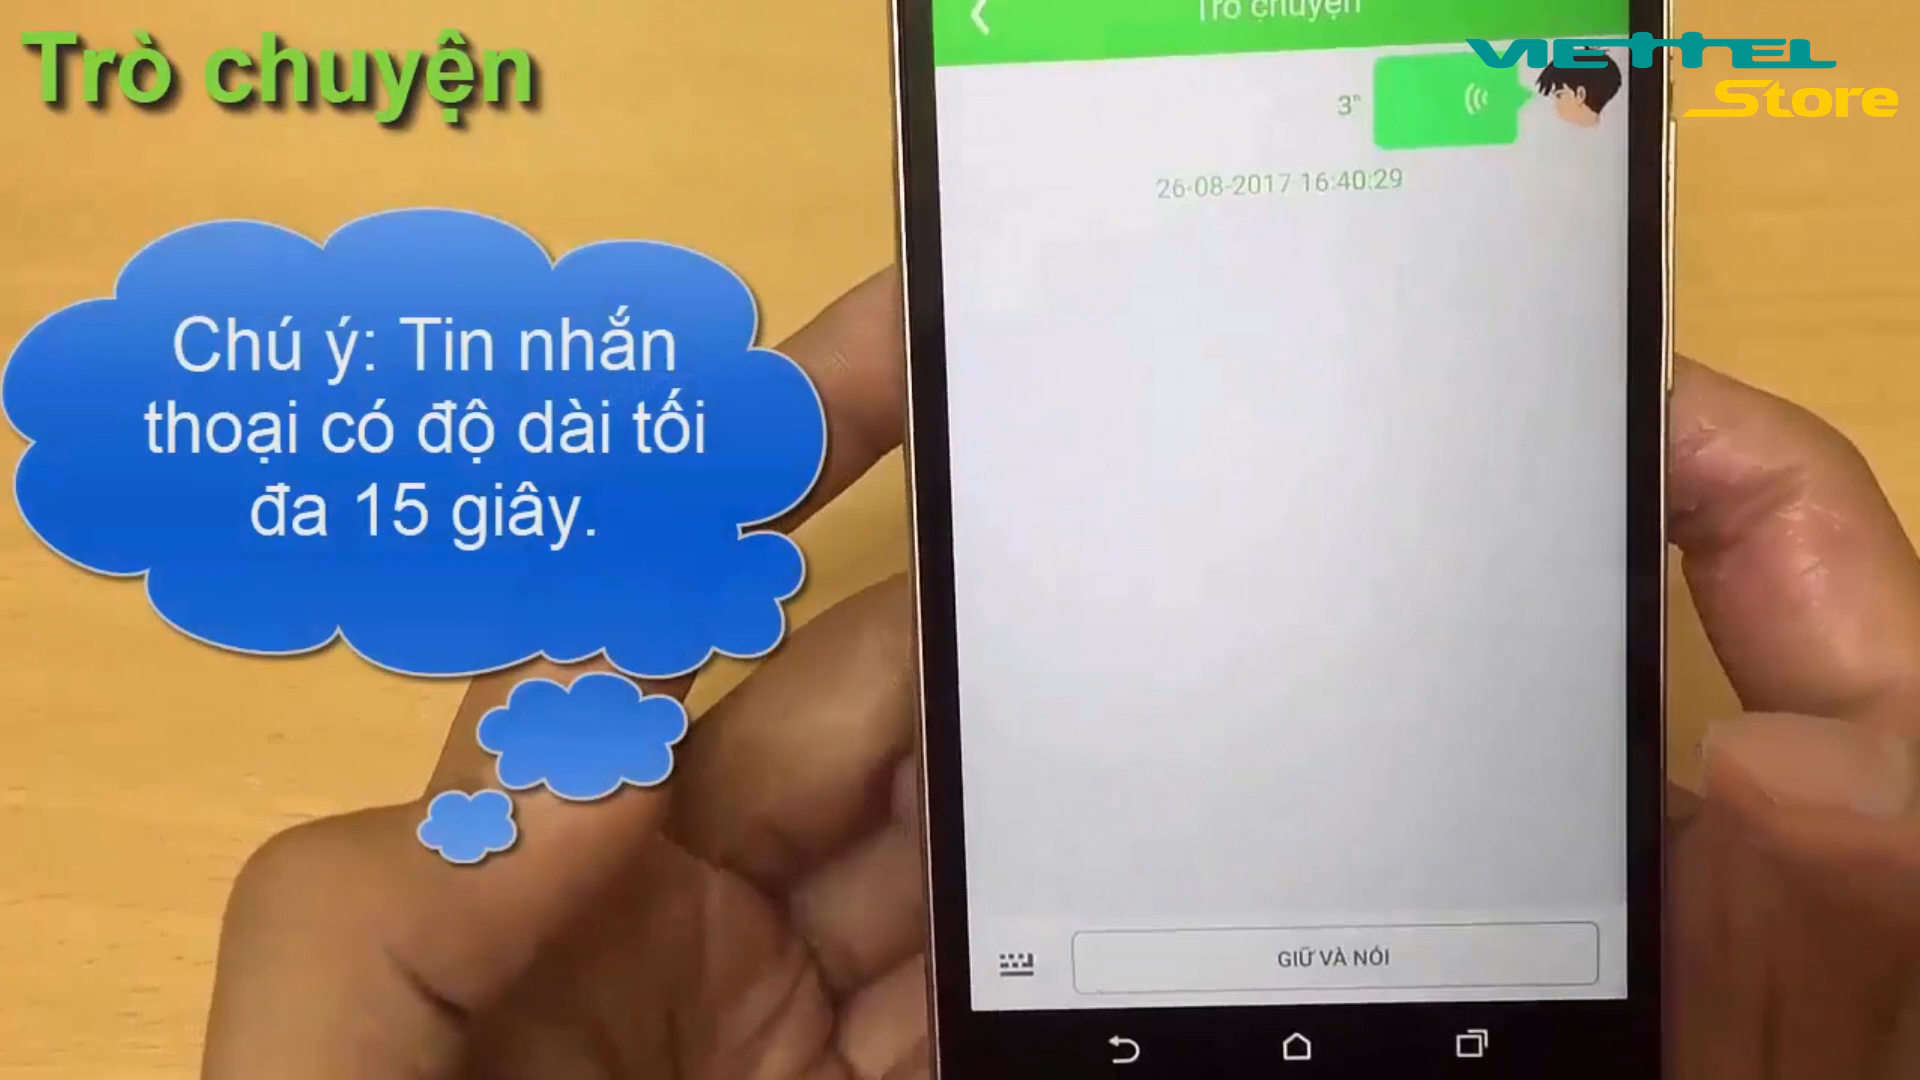 Trò chuyện
Trò chuyện
VIETTEL
Store
3"
26-08-2017 16:40:29
Chú ý: Tin nhắn
thoại có độ dài tối
đa 15 giây.
GIỮ VÀ NÓI